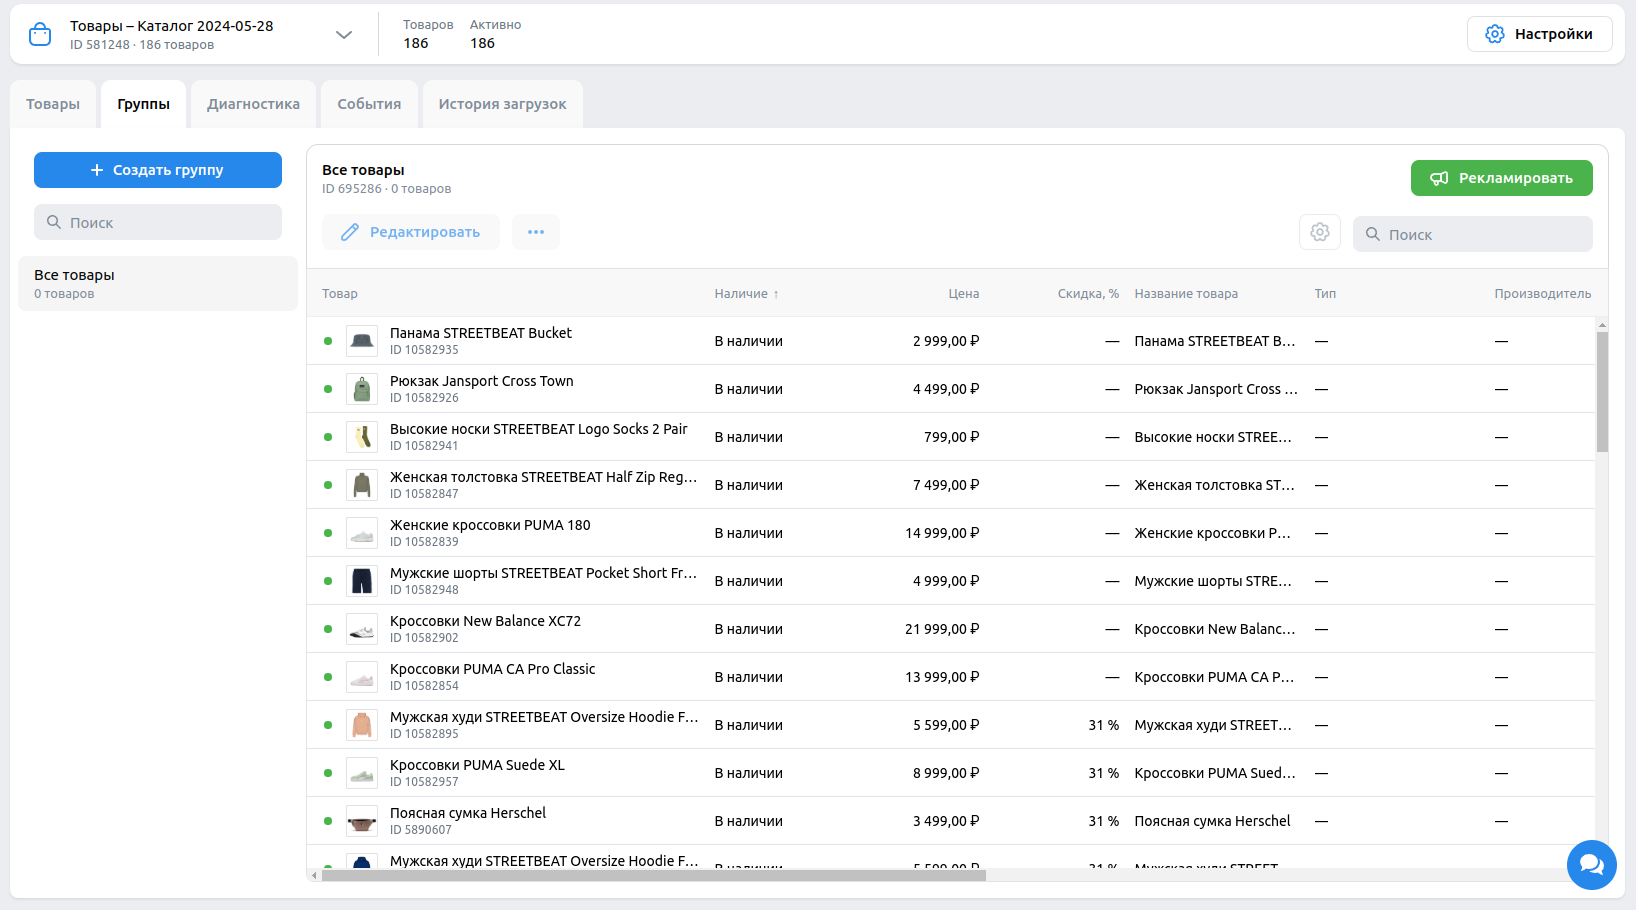 Товары – Каталог 2024-05-28
ID 581248 · 186 товаров
Товаров Активно
186 186
Настройки
Товары Группы Диагностика События История загрузок
Создать группу
Поиск
Все товары
0 товаров
Все товары
ID 695286 · 0 товаров
Рекламировать
Редактировать
Поиск
Товар Наличие ↑ Цена Скидка, % Название товара Тип Производитель
Панама STREETBEAT Bucket
ID 10582935
В наличии 2 999,00 ₽ — Панама STREETBEAT B… — —
Рюкзак Jansport Cross Town
ID 10582926
В наличии 4 499,00 ₽ — Рюкзак Jansport Cross … — —
Высокие носки STREETBEAT Logo Socks 2 Pair
ID 10582941
В наличии 799,00 ₽ — Высокие носки STREE… — —
Женская толстовка STREETBEAT Half Zip Reg…
ID 10582847
В наличии 7 499,00 ₽ — Женская толстовка ST… — —
Женские кроссовки PUMA 180
ID 10582839
В наличии 14 999,00 ₽ — Женские кроссовки P… — —
Мужские шорты STREETBEAT Pocket Short Fr…
ID 10582948
В наличии 4 999,00 ₽ — Мужские шорты STRE… — —
Кроссовки New Balance XC72
ID 10582902
В наличии 21 999,00 ₽ — Кроссовки New Balanc… — —
Кроссовки PUMA CA Pro Classic
ID 10582854
В наличии 13 999,00 ₽ — Кроссовки PUMA CA P… — —
Мужская худи STREETBEAT Oversize Hoodie F…
ID 10582895
В наличии 5 599,00 ₽ 31 % Мужская худи STREET… — —
Кроссовки PUMA Suede XL
ID 10582957
В наличии 8 999,00 ₽ 31 % Кроссовки PUMA Sued… — —
Поясная сумка Herschel
ID 5890607
В наличии 3 499,00 ₽ 31 % Поясная сумка Herschel — —
Мужская худи STREETBEAT Oversize Hoodie F…
В наличии 5 599,00 ₽ 31 % Мужская худи STREET…